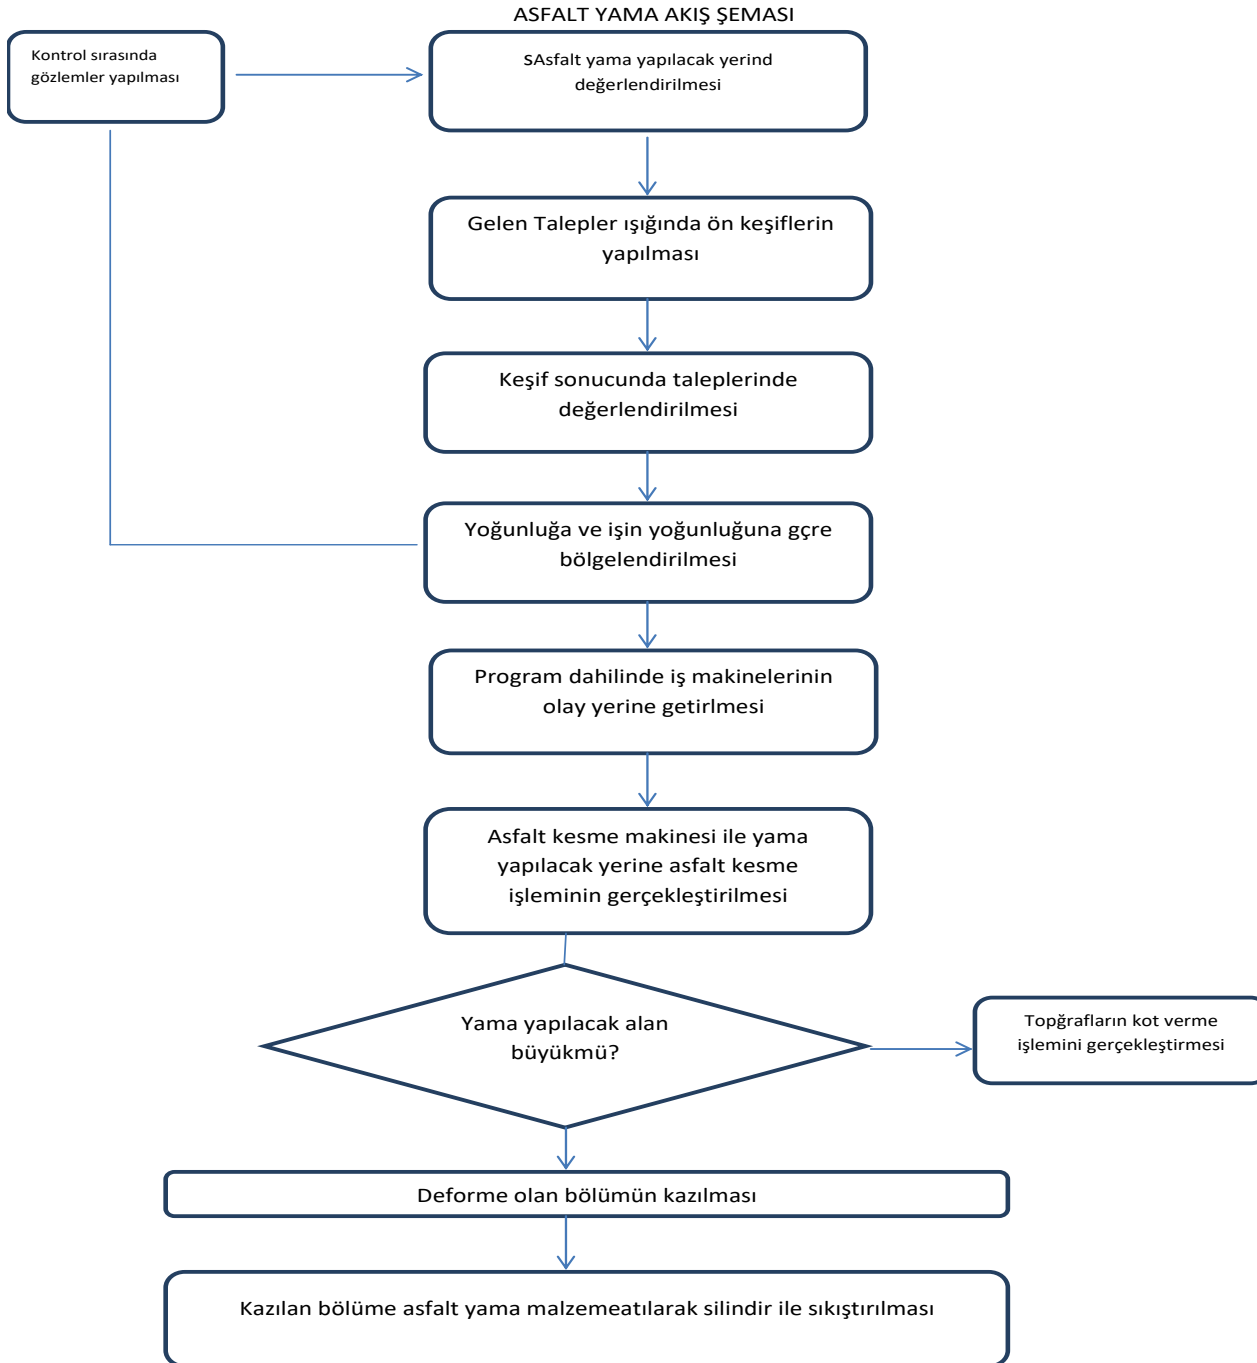 ASFALT YAMA AKIŞ ŞEMASI
Kontrol sırasında
gözlemler yapılması
sAsfalt yama yapılacak yerind
değerlendirilmesi
Gelen Talepler ışığında ön keşiflerin
yapılması
Keşif sonucunda taleplerinde
değerlendirilmesi
Yoğunluğa ve işin yoğunluğuna gçre
bölgelendirilmesi
Program dahilinde iş makinelerinin
olay yerine getirlmesi
Asfalt kesme makinesi ile yama
yapılacak yerine asfalt kesme
işleminin gerçekleştirilmesi
Yama yapılacak alan
büyükmü?
Topğrafların kot verme
işlemini gerçekleştirmesi
Deforme olan bölümün kazılması
Kazılan bölüme asfalt yama malzemeatılarak silindir ile sıkıştırılması